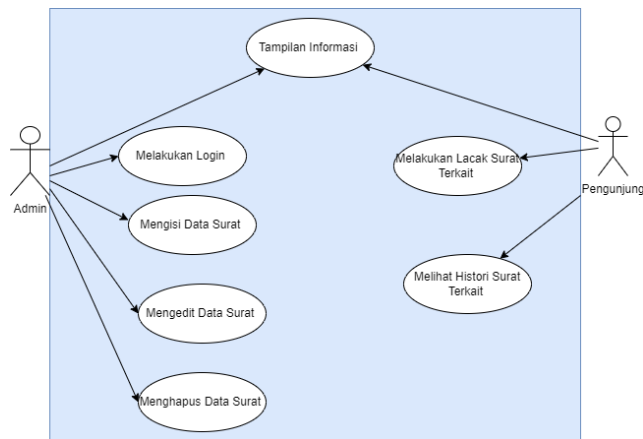 Tampilan Informasi
Melakukan Login
Melakukan Lacak Surat
Terkait
Admin
Pengunjung
Mengisi Data Surat
Melihat Histori Surat
Terkait
Mengedit Data Surat
Menghapus Data Surat